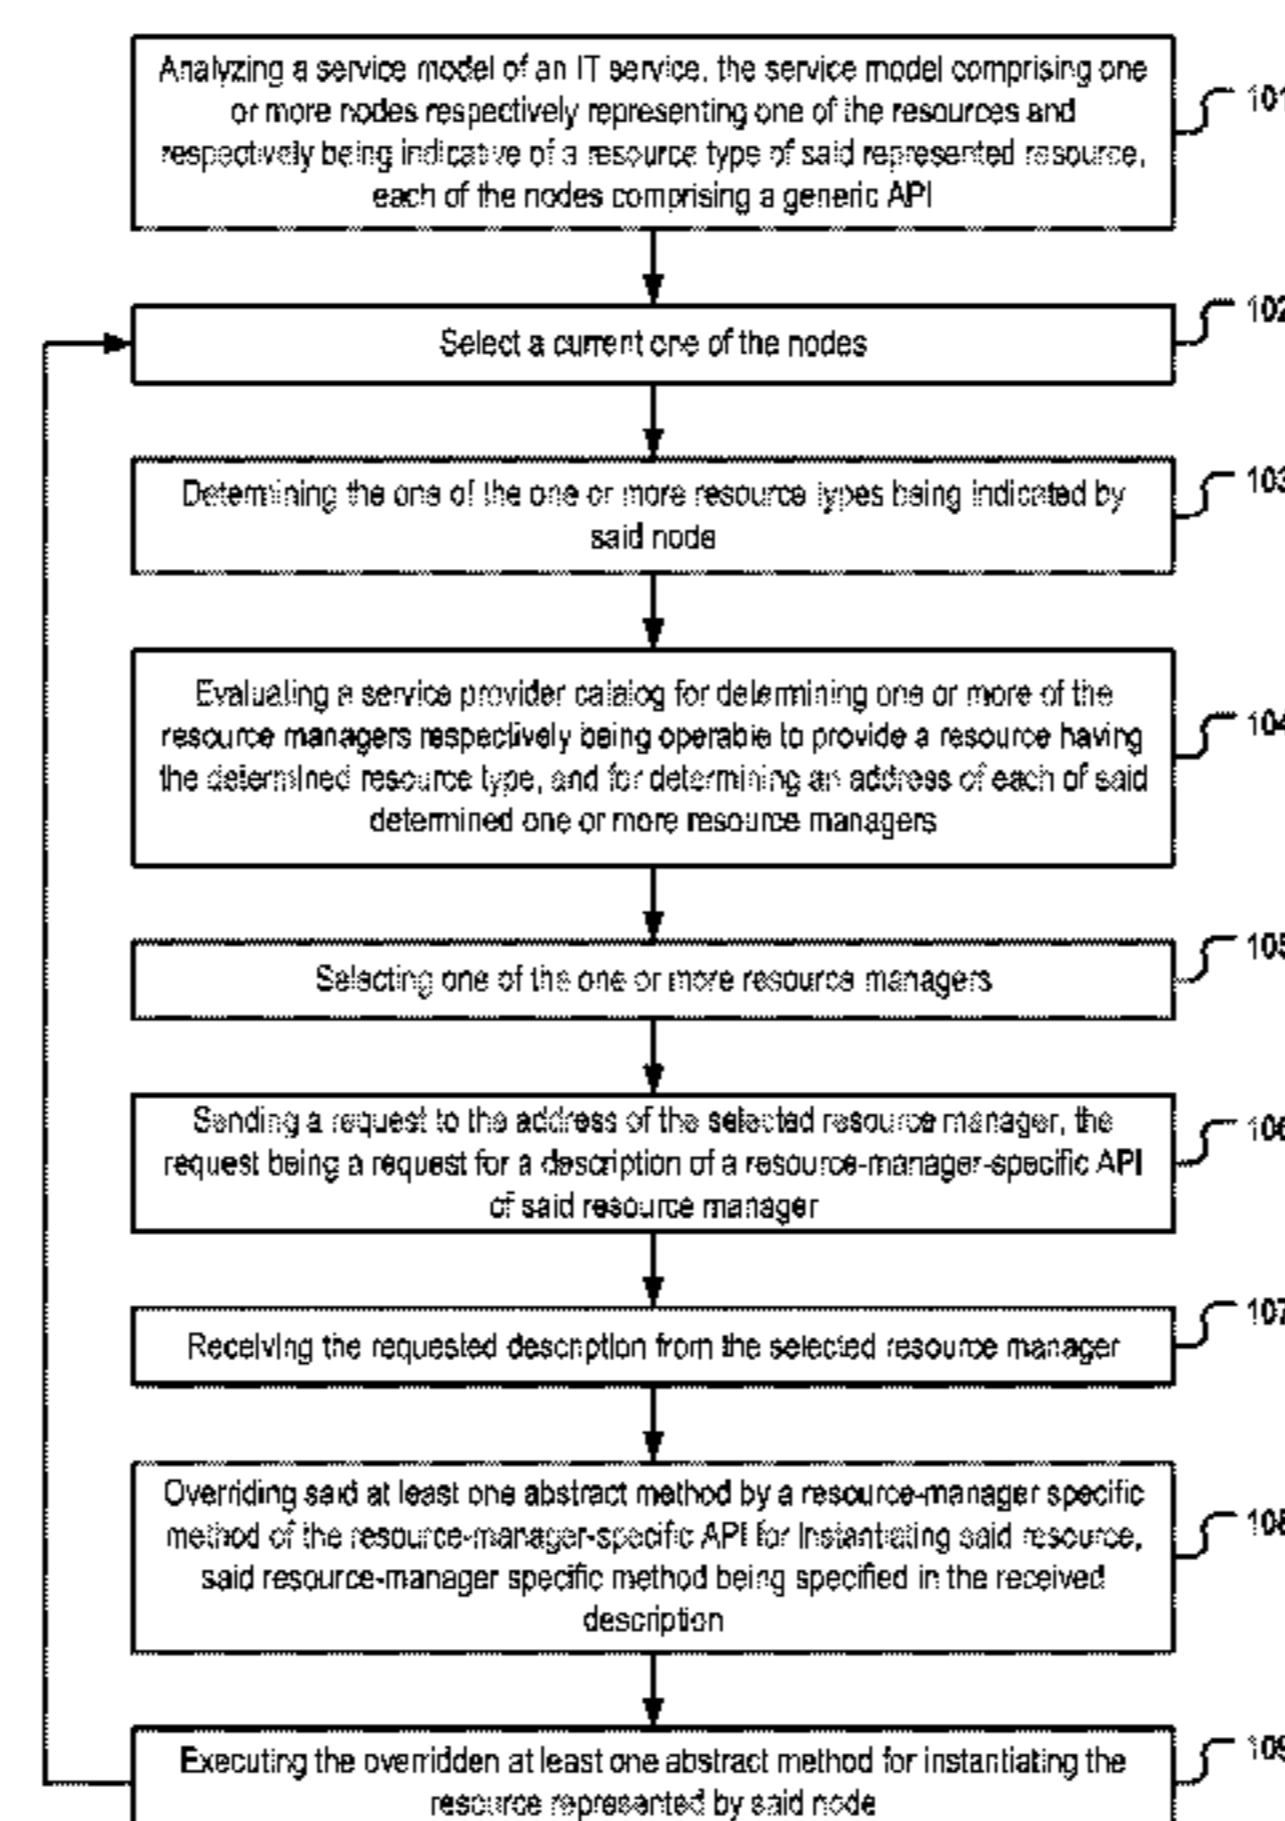 Analyzing a service model of an IT service, the service model comprising one
or more nodes respectively representing one of the resources and
respectively being indicative of a resource type of said represented resource,
each of the nodes comprising a generic API
101
Select a current one of the nodes
102
Determining the one of the one or more resource types being indicated by
said node
103
Evaluating a service provider catalog for determining one or more of the
resource managers respectively being operable to provide a resource having
the determined resource type, and for determining an address of each of said
determined one or more resource managers
104
Selecting one of the one or more resource managers
105
Sending a request to the address of the selected resource manager, the
request being a request for a description of a resource-manager-specific API
of said resource manager
106
Receiving the requested description from the selected resource manager
107
Overriding said at least one abstract method by a resource-manager specific
method of the resource-manager-specific API for instantiating said resource,
said resource-manager specific method being specified in the received
description
108
Executing the overridden at least one abstract method for instantiating the
resource represented by said node
109